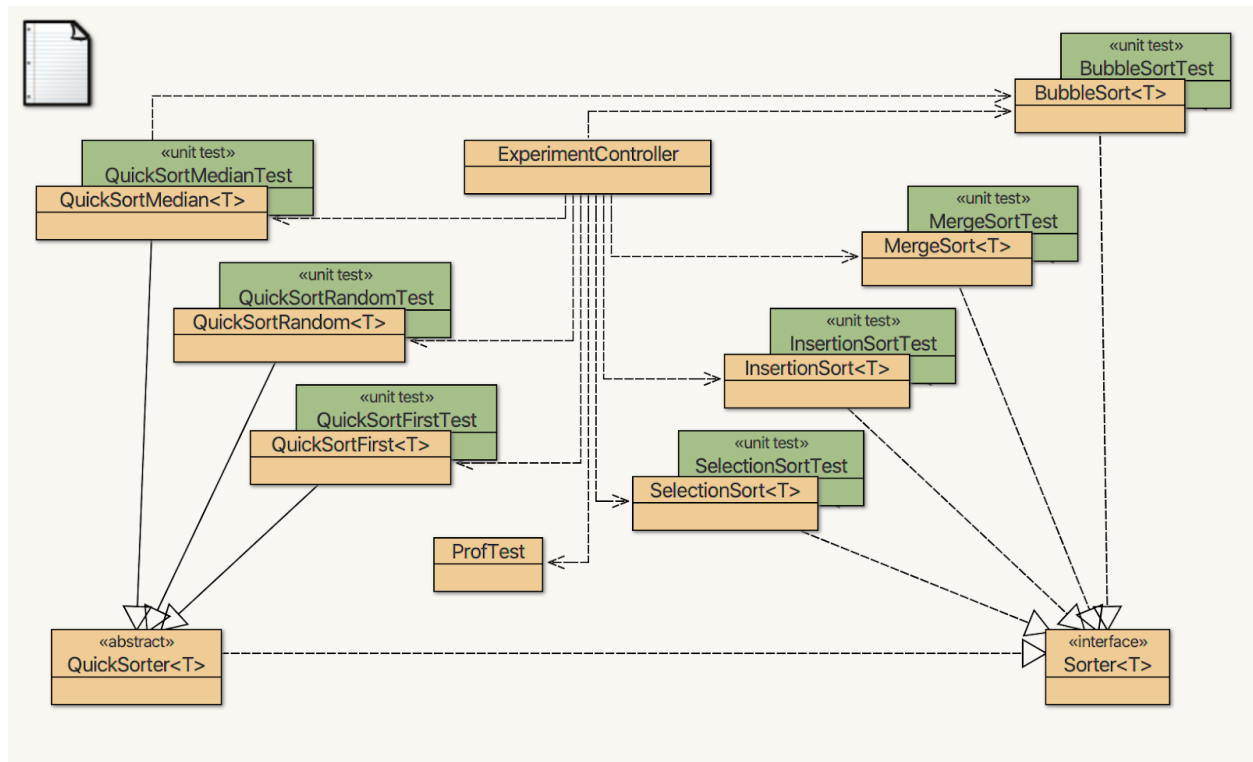 «unit test»
BubbleSortTest
BubbleSort<T>
«unit test»
QuickSortMedianTest
QuickSortMedian<T>
ExperimentController
«unit test»
MergeSortTest
MergeSort<T>
«unit test»
QuickSortRandomTest
QuickSortRandom<T>
«unit test»
InsertionSortTest
InsertionSort<T>
«unit test»
QuickSortFirstTest
QuickSortFirst<T>
«unit test»
SelectionSortTest
SelectionSort<T>
ProfTest
«abstract»
QuickSorter<T>
«interface»
Sorter<T>